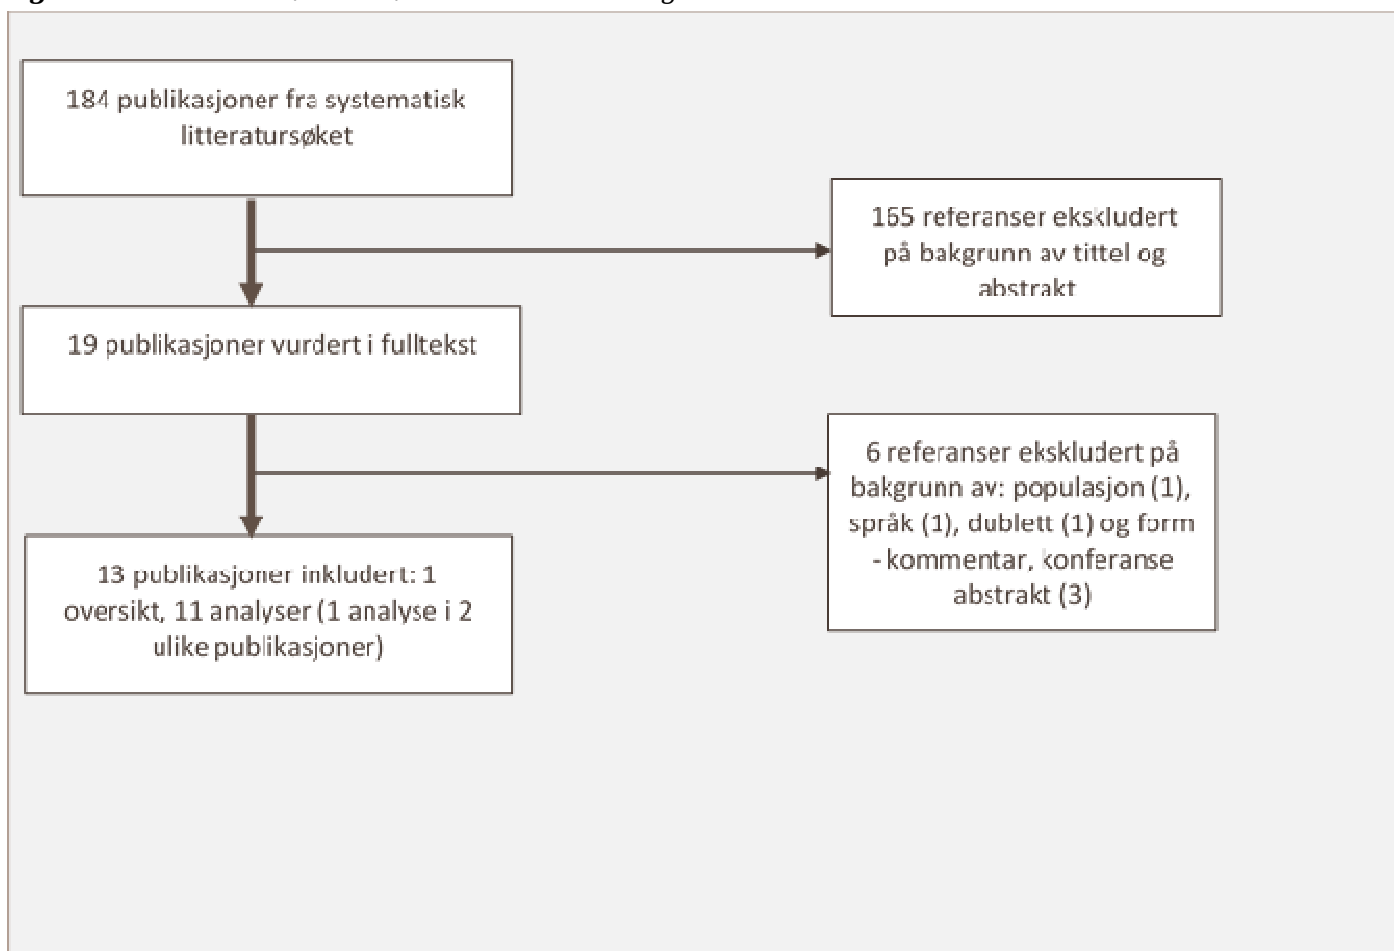 184 publikasjoner fra systematisk
litteratursøket
165 referanser ekskludert
på bakgrunn av tittel og
abstrakt
19 publikasjoner vurdert i fulltekst
6 referanser ekskludert på
bakgrunn av: populasjon (1),
språk (1), dublett (1) og form
- kommentar, konferanse
abstrakt (3)
13 publikasjoner inkludert: 1
oversikt, 11 analyser (1 analyse i 2
ulike publikasjoner)